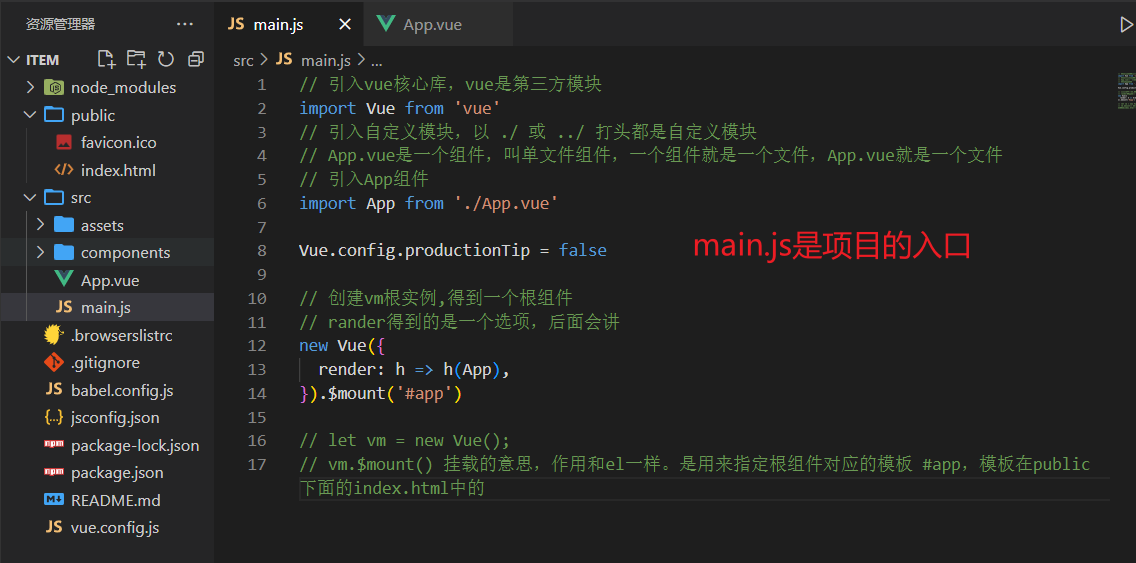 资源管理器 ...
ITEM
node_modules
public
favicon.ico
index.html
src
assets
components
App.vue
main.js
.browserslistrc
.gitignore
babel.config.js
jsconfig.json
package-lock.json
package.json
README.md
vue.config.js
JS main.js × App.vue
src > JS main.js > ...
1 // 引入vue核心库，vue是第三方模块
2 import Vue from 'vue'
3 // 引入自定义模块，以 ./ 或 ../ 打头都是自定义模块
4 // App.vue是一个组件，叫单文件组件，一个组件就是一个文件，App.vue就是一个文件
5 // 引入App组件
6 import App from './App.vue'
7
8 Vue.config.productionTip = false
main.js是项目的入口
9
10 // 创建vm根实例,得到一个根组件
11 // rander得到的是一个选项，后面会讲
12 new Vue({
13   render: h => h(App),
14 }).$mount('#app')
15
16 // let vm = new Vue();
17 // vm.$mount() 挂载的意思，作用和el一样。是用来指定根组件对应的模板 #app，模板在public
下面的index.html中的